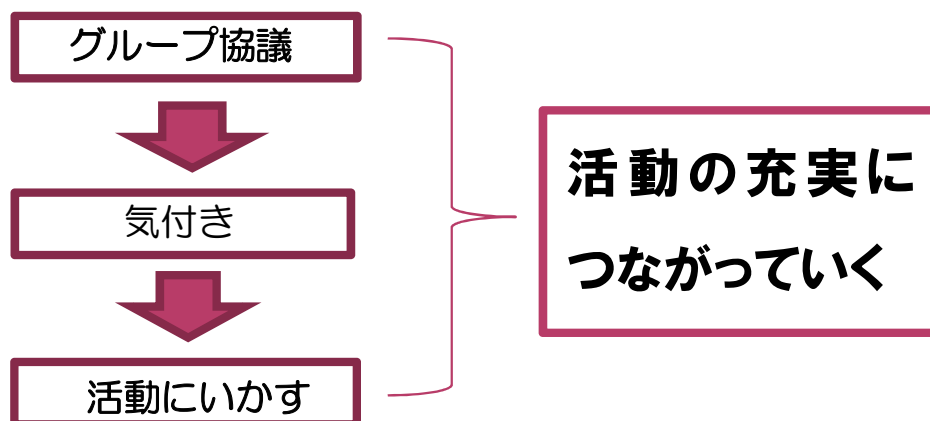 グループ協議
気付き
活動にいかす
活動の充実に
つながっていく